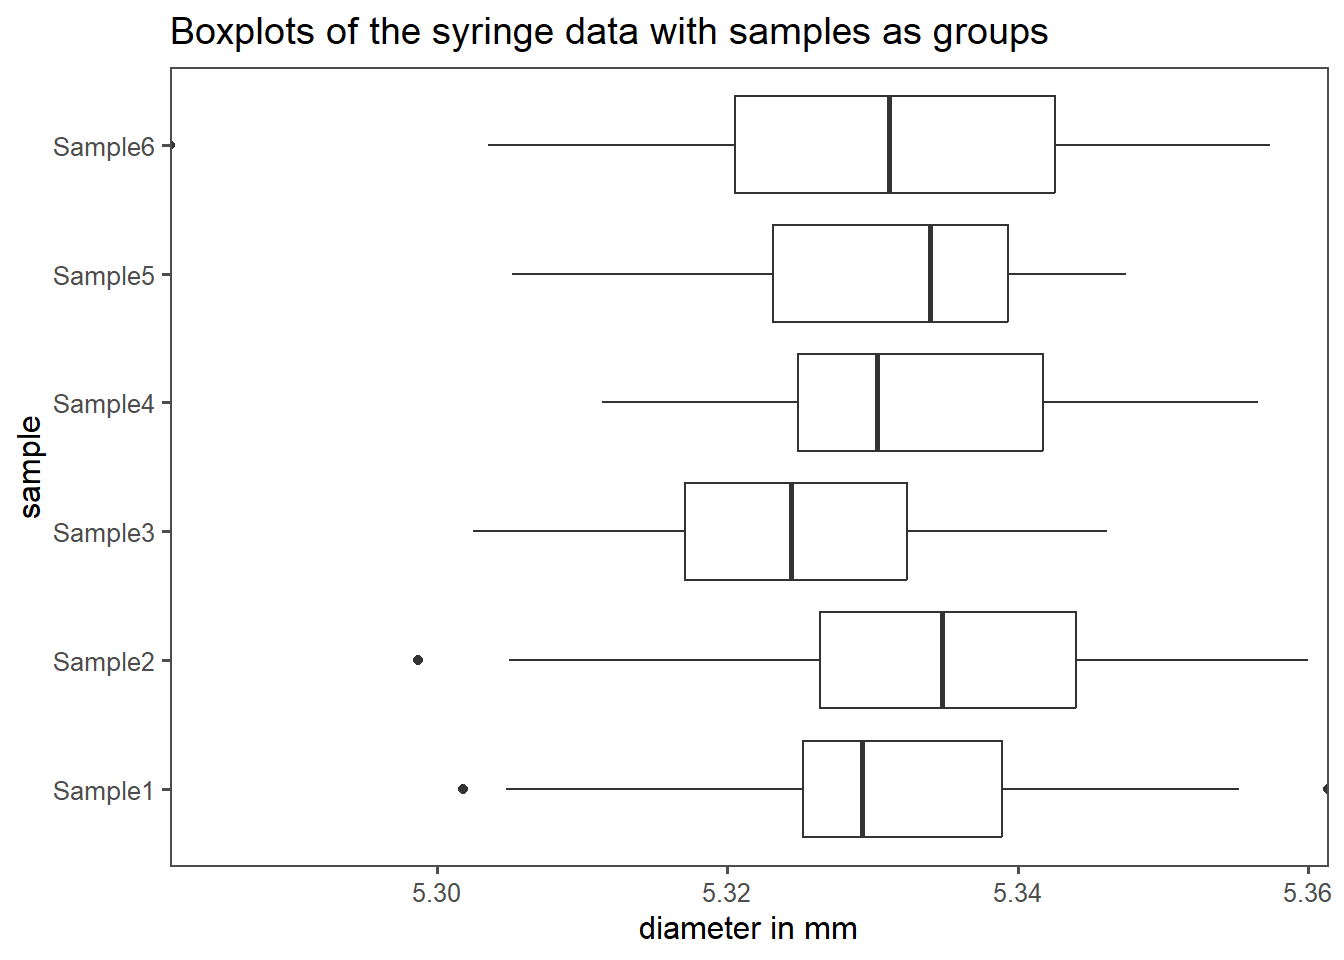 Boxplots of the syringe data with samples as groups
Sample6
Sample5
Sample4
Sample3
Sample2
Sample1
sample
5.30 5.32 5.34 5.36
diameter in mm